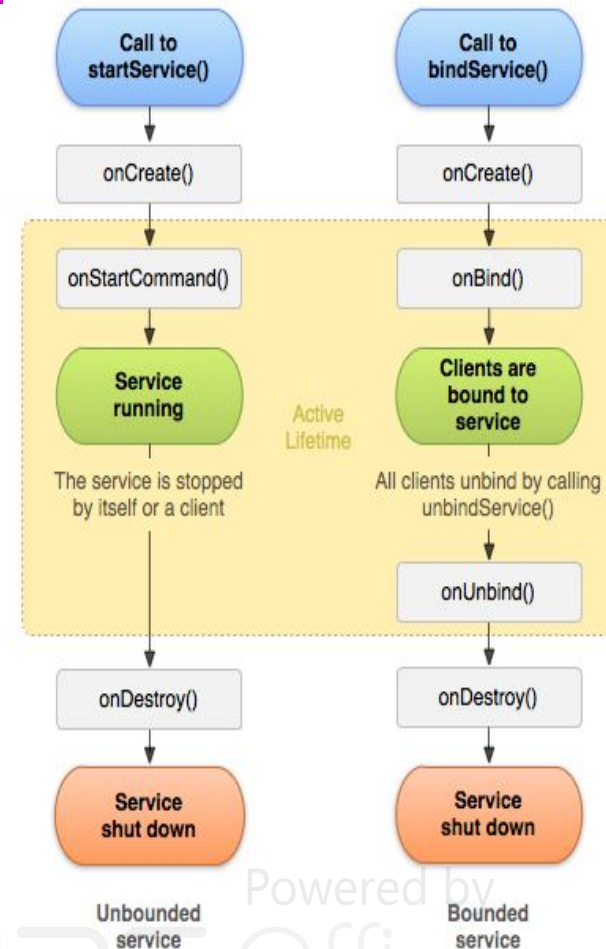 Call to
startService()
onCreate()
onStartCommand()
Service
running
The service is stopped
by itself or a client
onDestroy()
Service
shut down
Unbounded
service
Active
Lifetime
Call to
bindService()
onCreate()
onBind()
Clients are
bound to
service
All clients unbind by calling
unbindService()
onUnbind()
onDestroy()
Service
shut down
Bounded
service
Powered by